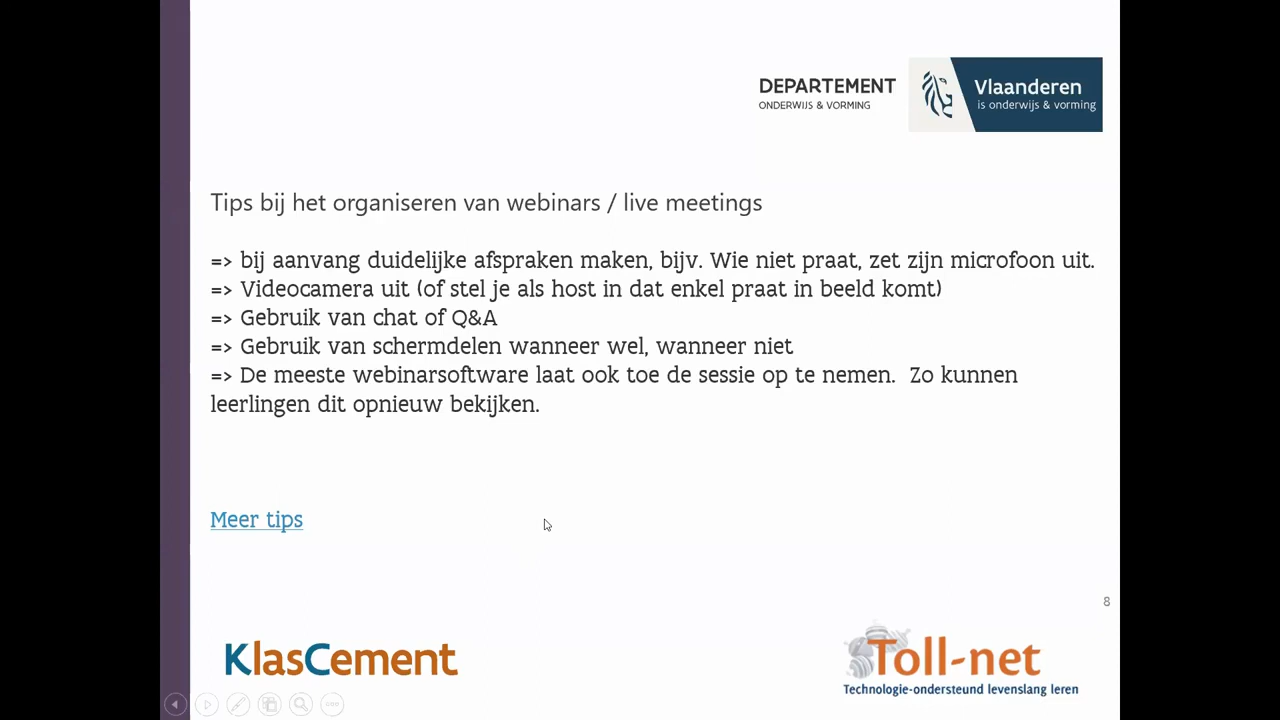 DEPARTEMENT
ONDERWIJS & VORMING
Vlaanderen
is onderwijs & vorming
Tips bij het organiseren van webinars / live meetings
=> bij aanvang duidelijke afspraken maken, bijv. Wie niet praat, zet zijn microfoon uit.
=> Videocamera uit (of stel je als host in dat enkel praat in beeld komt)
=> Gebruik van chat of Q&A
=> Gebruik van schermdelen wanneer wel, wanneer niet
=> De meeste webinarsoftware laat ook toe de sessie op te nemen.  Zo kunnen
leerlingen dit opnieuw bekijken.
Meer tips
8
KlasCement
Toll-net
Technologie-ondersteund levenslang leren